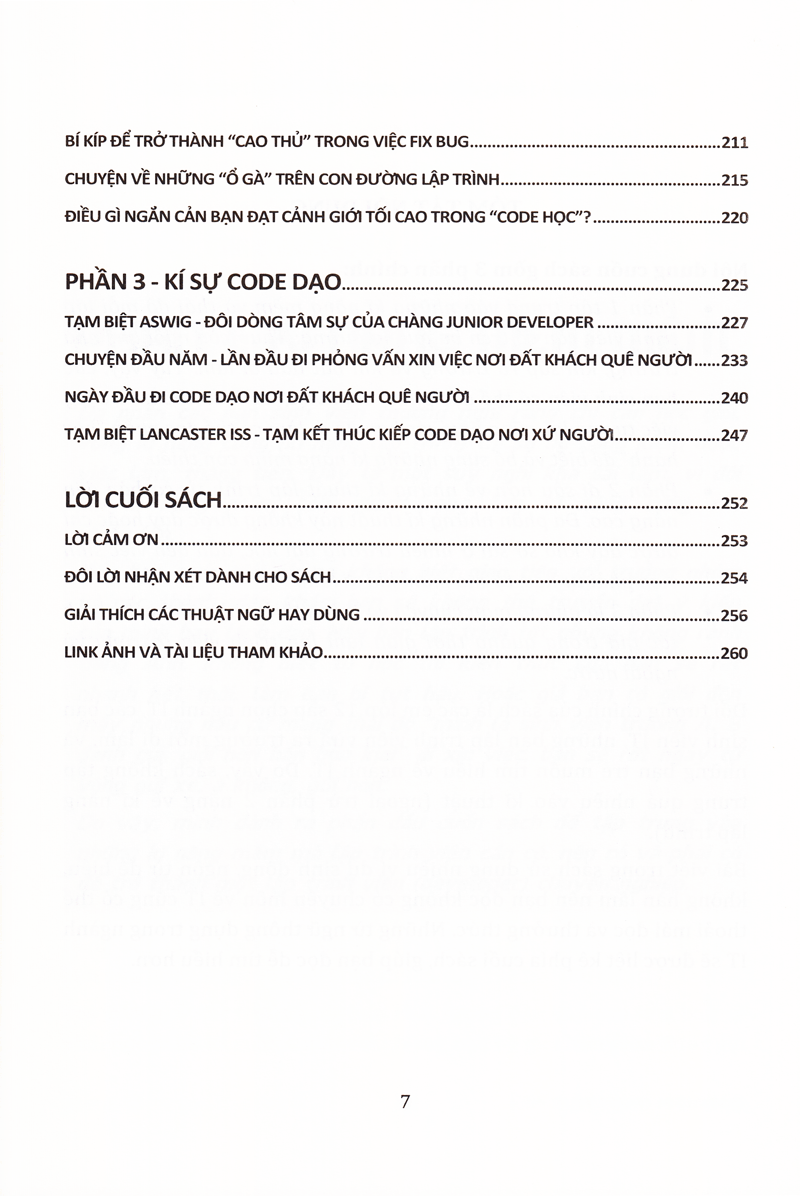 BÍ KÍP ĐỂ TRỞ THÀNH “CAO THỦ” TRONG VIỆC FIX BUG..........211
CHUYỆN VỀ NHỮNG “Ổ GÀ” TRÊN CON ĐƯỜNG LẬP TRÌNH..........215
ĐIỀU GÌ NGĂN CẢN BẠN ĐẠT CẢNH GIỚI TỐI CAO TRONG “CODE HỌC”?..........220
PHẦN 3 - KÍ SỰ CODE DẠO..........225
TẠM BIỆT ASWIG - ĐÔI DÒNG TÂM SỰ CỦA CHÀNG JUNIOR DEVELOPER ..........227
CHUYỆN ĐẦU NĂM - LẦN ĐẦU ĐI PHỎNG VẤN XIN VIỆC NƠI ĐẤT KHÁCH QUÊ NGƯỜI......233
NGÀY ĐẦU ĐI CODE DẠO NƠI ĐẤT KHÁCH QUÊ NGƯỜI ..........240
TẠM BIỆT LANCASTER ISS - TẠM KẾT THÚC KIẾP CODE DẠO NƠI XỨ NGƯỜI..........247
LỜI CUỐI SÁCH..........252
LỜI CẢM ƠN..........253
ĐÔI LỜI NHẬN XÉT DÀNH CHO SÁCH..........254
GIẢI THÍCH CÁC THUẬT NGỮ HAY DÙNG ..........256
LINK ẢNH VÀ TÀI LIỆU THAM KHẢO..........260
7